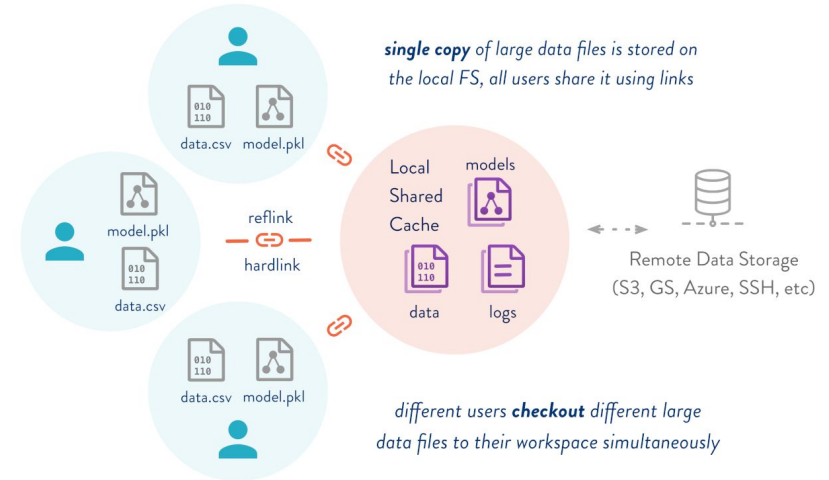 single copy of large data files is stored on
the local FS, all users share it using links
010
110
data.csv model.pkl
model.pkl
010
110
data.csv
reflink
hardlink
Local
Shared
Cache
models
010
110
data
logs
Remote Data Storage
(S3, GS, Azure, SSH, etc)
010
110
data.csv model.pkl
different users checkout different large
data files to their workspace simultaneously